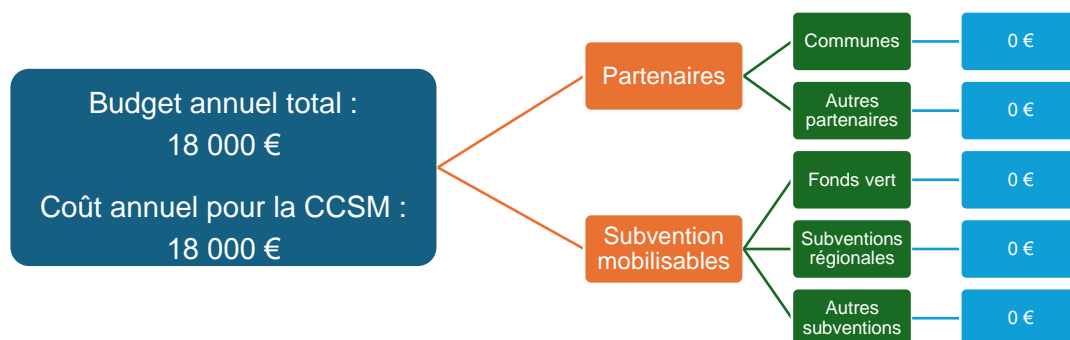 Budget annuel total :
18 000 €
Coût annuel pour la CCSM :
18 000 €
Partenaires
Communes
0 €
Autres
partenaires
0 €
Subvention
mobilisables
Fonds vert
0 €
Subventions
régionales
0 €
Autres
subventions
0 €